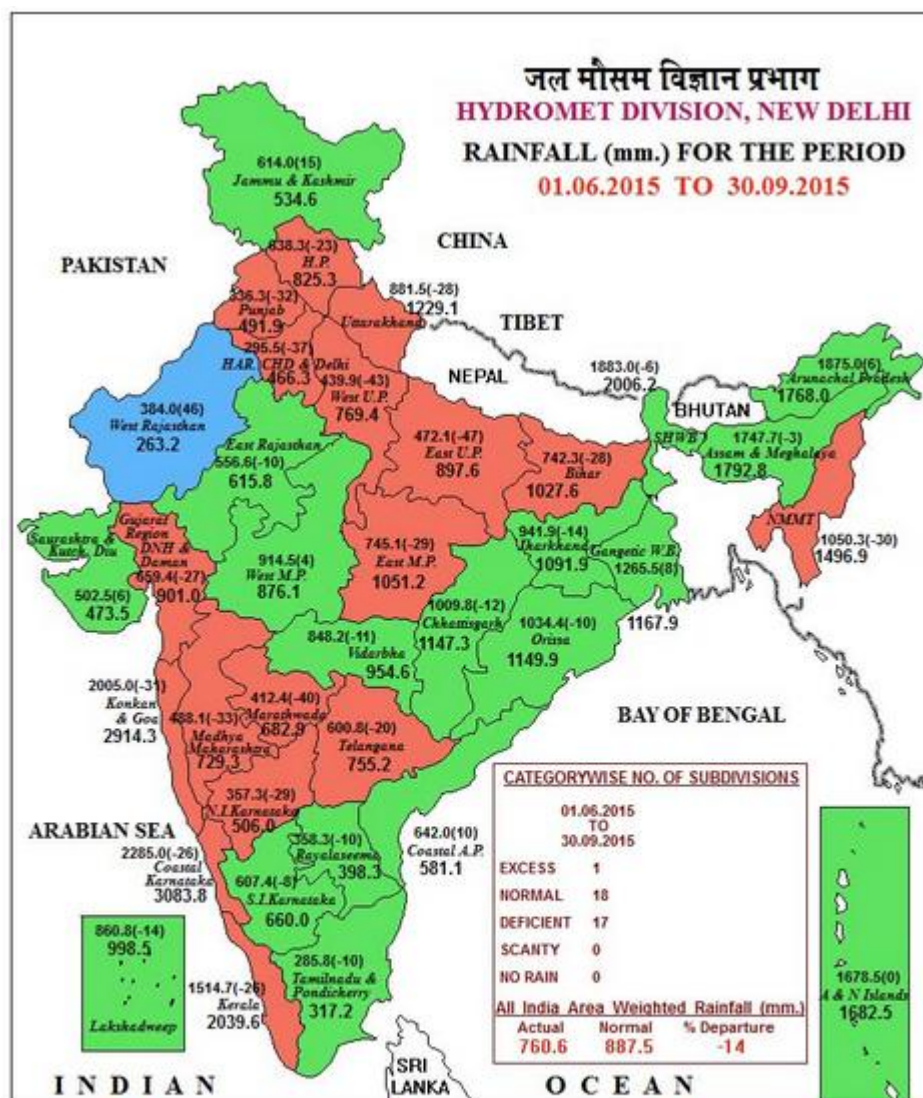 जल मौसम विज्ञान प्रभाग
HYDROMET DIVISION, NEW DELHI
RAINFALL (mm.) FOR THE PERIOD
01.06.2015 TO 30.09.2015
614.0(15)
Jammu & Kashmir
534.6
CHINA
PAKISTAN
638.3(-23)
H.P.
825.3
881.5(-28)
1229.1
Uttarakhand
336.3(-32)
Punjab
491.9
TIBET
295.5(-37)
HAR. CHD & Delhi
466.3
NEPAL
1883.0(-6)
2006.2
SHWB
BHUTAN
1875.0(6)
Arunachal Pradesh
1768.0
439.9(-43)
West U.P.
769.4
384.0(46)
West Rajasthan
263.2
East Rajasthan
556.6(-10)
615.8
472.1(-47)
East U.P.
897.6
742.3(-28)
Bihar
1027.6
1747.7(-3)
Assam & Meghalaya
1792.8
NMMT
1050.3(-30)
1496.9
Saurashtra &
Kutch, Diu
502.5(6)
473.5
Gujarat
Region
DNH &
Daman
659.4(-27)
901.0
914.5(4)
West M.P.
876.1
745.1(-29)
East M.P.
1051.2
941.9(-14)
Jharkhand
1091.9
Gangetic W.B.
1265.5(8)
1167.9
1009.8(-12)
Chhattisgarh
1147.3
1034.4(-10)
Orissa
1149.9
848.2(-11)
Vidarbha
954.6
2005.0(-31)
Konkan
& Goa
2914.3
488.1(-33)
Madhya
Maharashtra
729.3
412.4(-40)
Marathwada
682.9
600.8(-20)
Telangana
755.2
BAY OF BENGAL
357.3(-29)
N.I.Karnataka
506.0
ARABIAN SEA
2285.0(-26)
Coastal
Karnataka
3083.8
358.3(-10)
Rayalaseema
398.3
642.0(10)
Coastal A.P.
581.1
607.4(-8)
S.I.Karnataka
660.0
860.8(-14)
998.5
Lakshadweep
1514.7(-26)
Kerala
2039.6
285.8(-10)
Tamilnadu &
Pondicherry
317.2
CATEGORYWISE NO. OF SUBDIVISIONS
01.06.2015
TO
30.09.2015
EXCESS 1
NORMAL 18
DEFICIENT 17
SCANTY 0
NO RAIN 0
All India Area Weighted Rainfall (mm.)
Actual Normal % Departure
760.6 887.5 -14
1678.5(0)
A & N Islands
1682.5
SRI
LANKA
INDIAN OCEAN